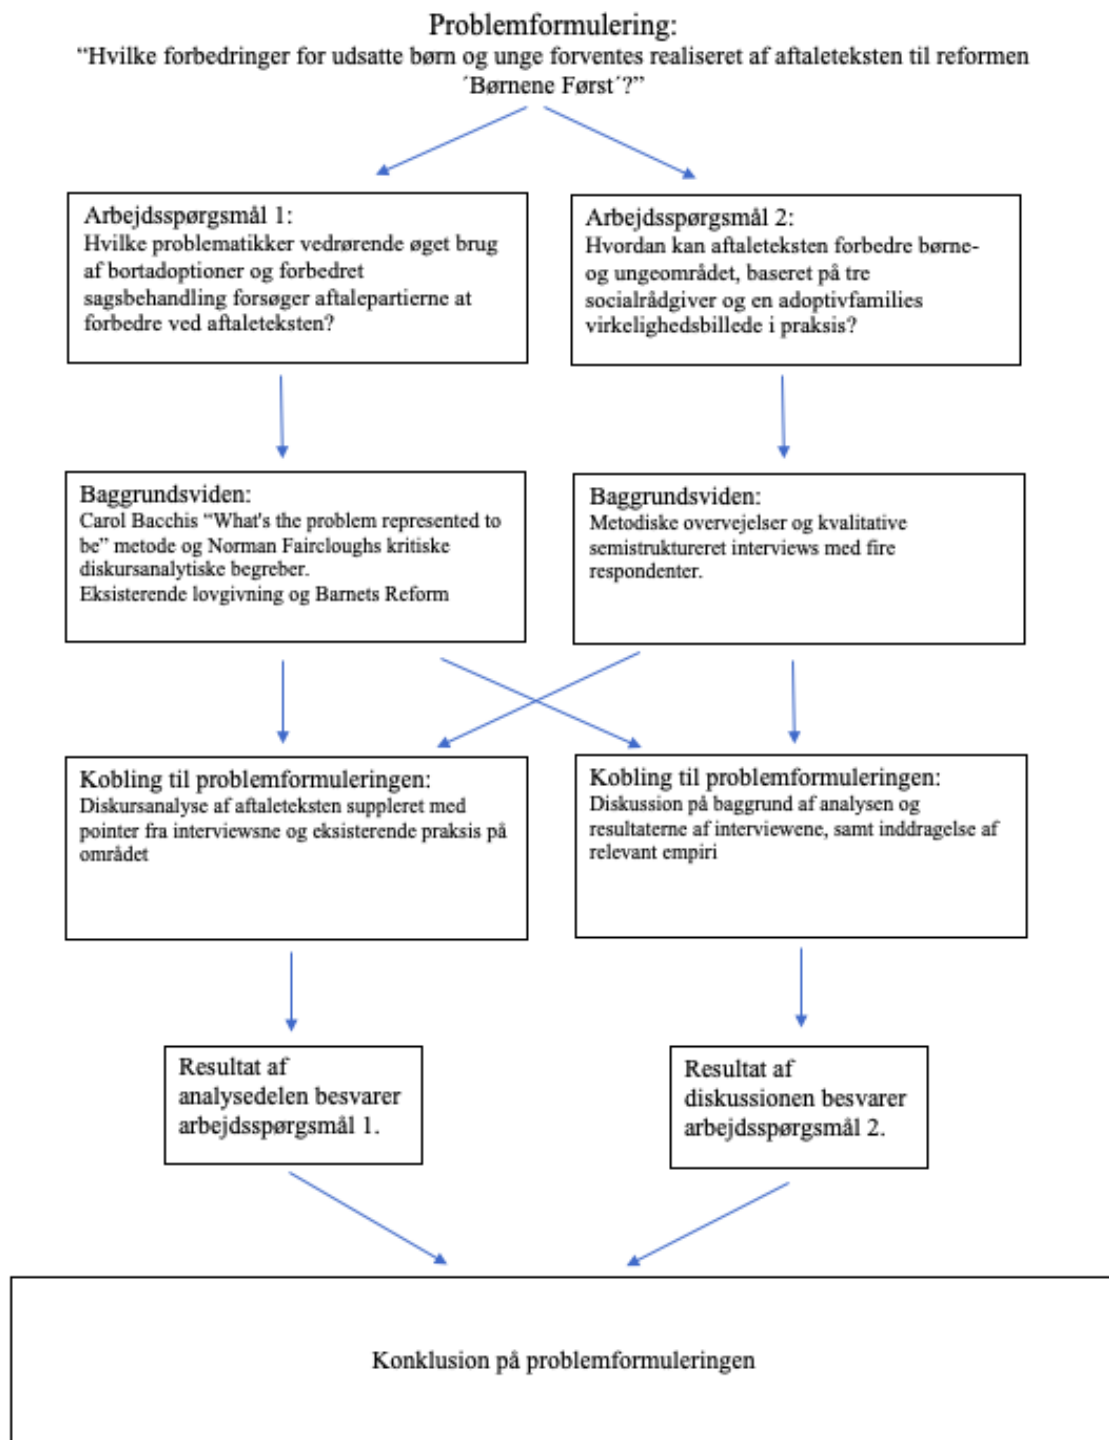 Problemformulering:
“Hvilke forbedringer for udsatte børn og unge forventes realiseret af aftaleteksten til reformen
´Børnene Først´?”
Arbejdsspørgsmål 1:
Hvilke problematikker vedrørende øget brug
af bortadoptioner og forbedret
sagsbehandling forsøger aftalepartierne at
forbedre ved aftaleteksten?
Arbejdsspørgsmål 2:
Hvordan kan aftaleteksten forbedre børne-
og ungeområdet, baseret på tre
socialrådgiver og en adoptivfamilies
virkelighedsbillede i praksis?
Baggrundsviden:
Carol Bacchis “What's the problem represented to
be” metode og Norman Faircloughs kritiske
diskursanalytiske begreber.
Eksisterende lovgivning og Barnets Reform
Baggrundsviden:
Metodiske overvejelser og kvalitative
semistruktureret interviews med fire
respondenter.
Kobling til problemformuleringen:
Diskursanalyse af aftaleteksten suppleret med
pointer fra interviewsne og eksisterende praksis på
området
Kobling til problemformuleringen:
Diskussion på baggrund af analysen og
resultaterne af interviewene, samt inddragelse af
relevant empiri
Resultat af
analysedelen besvarer
arbejdsspørgsmål 1.
Resultat af
diskussionen besvarer
arbejdsspørgsmål 2.
Konklusion på problemformuleringen